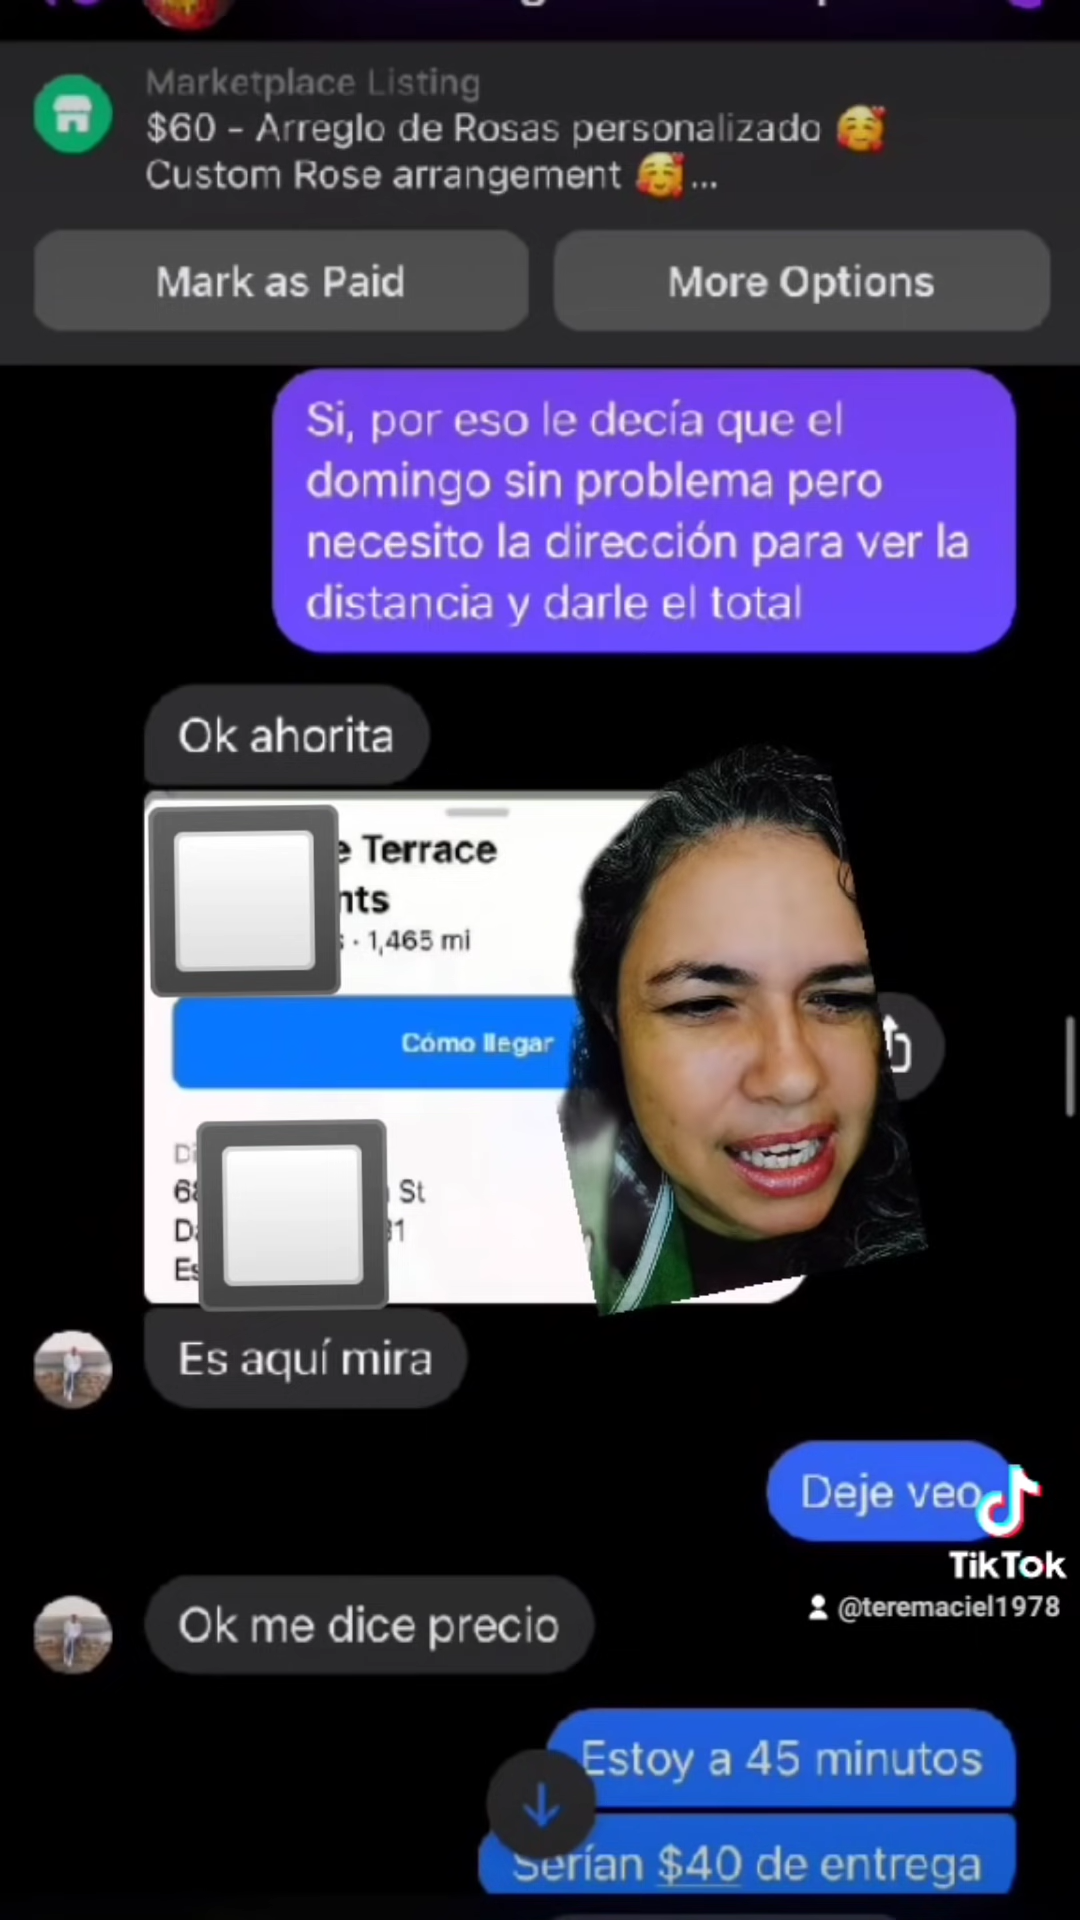 Marketplace Listing
$60 - Arreglo de Rosas personalizado 🥰
Custom Rose arrangement 🥰...
Mark as Paid
More Options
Si, por eso le decía que el
domingo sin problema pero
necesito la dirección para ver la
distancia y darle el total
Ok ahorita
Terrace
· 1,465 mi
Cómo llegar
St
Es aquí mira
Deje veo
TikTok
@teremaciel1978
Ok me dice precio
Estoy a 45 minutos
Serían $40 de entrega